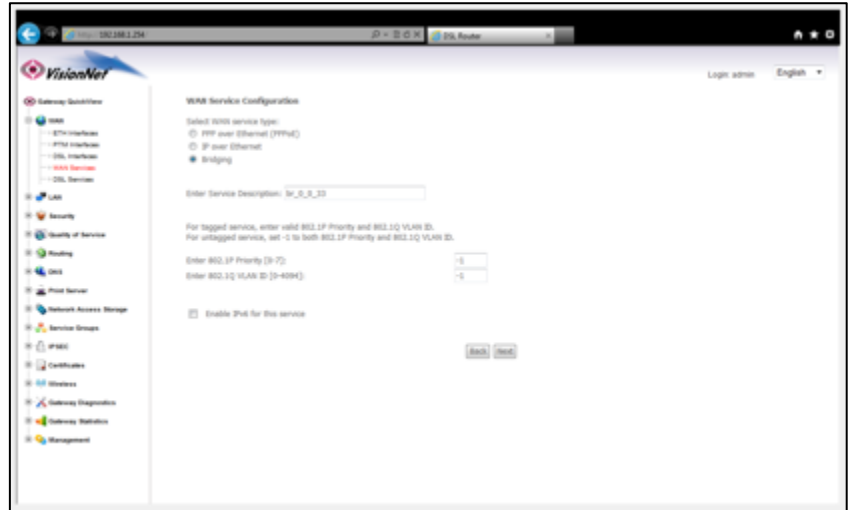 http://192.168.1.254
DSL Router
VisionNet
Login: admin
English
Gateway QuickView
WAN
ETH Interfaces
PTM Interfaces
DSL Interfaces
WAN Services
DSL Services
LAN
Security
Quality of Service
Routing
DNS
Print Server
Network Access Storage
Service Groups
IPSEC
Certificates
Wireless
Gateway Diagnostics
Gateway Statistics
Management
WAN Service Configuration
Select WAN service type:
PPP over Ethernet (PPPoE)
IP over Ethernet
Bridging
Enter Service Description: br_0_0_33
For tagged service, enter valid 802.1P Priority and 802.1Q VLAN ID.
For untagged service, set -1 to both 802.1P Priority and 802.1Q VLAN ID.
Enter 802.1P Priority [0-7]: -1
Enter 802.1Q VLAN ID [0-4094]: -1
Enable IPv6 for this service
Back Next